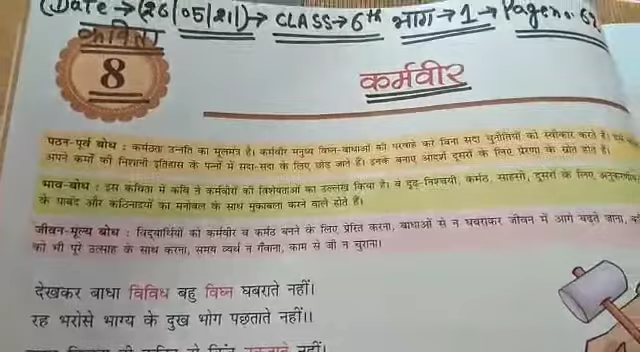 (Date → (26/05/21) → CLASS → 6th भाग → 1 → Page no. 62
कविता
8
कर्मवीर
पठन-पूर्व बोध : कर्मठता उन्नति का मूलमंत्र है। कर्मवीर मनुष्य विघ्न-बाधाओं की परवाह करे बिना सदा चुनौतियों को स्वीकार करते हैं।
अपने कर्मों की निशानी इतिहास के पन्नों में सदा-सदा के लिए छोड़ जाते हैं। इनके बनाए आदर्श दूसरों के लिए प्रेरणा के स्रोत होते हैं।
भाव-बोध : इस कविता में कवि ने कर्मवीरों की विशेषताओं का उल्लेख किया है। वे दृढ़-निश्चयी, कर्मठ, साहसी, दूसरों के लिए अनुकरणीय,
के पाबंद और कठिनाइयों का मनोबल के साथ मुकाबला करने वाले होते हैं।
जीवन-मूल्य बोध : विद्यार्थियों को कर्मवीर व कर्मठ बनने के लिए प्रेरित करना, बाधाओं से न घबराकर जीवन में आगे बढ़ते जाना,
को भी पूरे उत्साह के साथ करना, समय व्यर्थ न गँवाना, काम से जी न चुराना।
देखकर बाधा विविध बहु विघ्न घबराते नहीं।
रह भरोसे भाग्य के दुख भोग पछताते नहीं।।